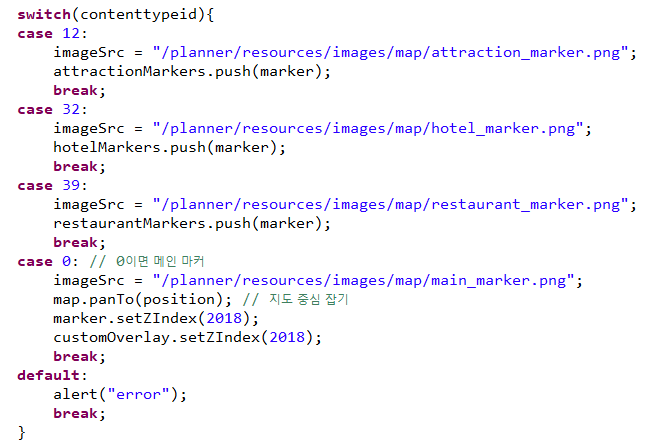 switch(contenttypeid){
case 12:
    imageSrc = "/planner/resources/images/map/attraction_marker.png";
    attractionMarkers.push(marker);
    break;
case 32:
    imageSrc = "/planner/resources/images/map/hotel_marker.png";
    hotelMarkers.push(marker);
    break;
case 39:
    imageSrc = "/planner/resources/images/map/restaurant_marker.png";
    restaurantMarkers.push(marker);
    break;
case 0: // 0이면 메인 마커
    imageSrc = "/planner/resources/images/map/main_marker.png";
    map.panTo(position); // 지도 중심 잡기
    marker.setZIndex(2018);
    customOverlay.setZIndex(2018);
    break;
default:
    alert("error");
    break;
}